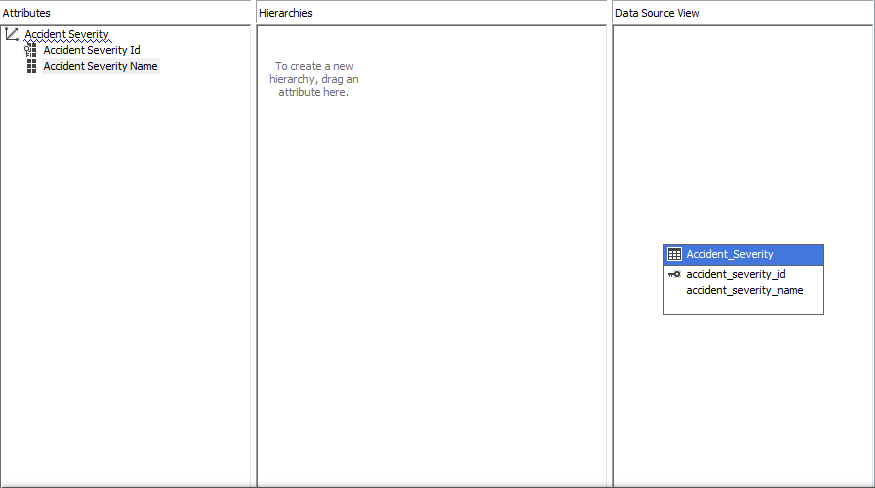 Attributes
Accident Severity
Accident Severity Id
Accident Severity Name
Hierarchies
To create a new
hierarchy, drag an
attribute here.
Data Source View
Accident_Severity
accident_severity_id
accident_severity_name